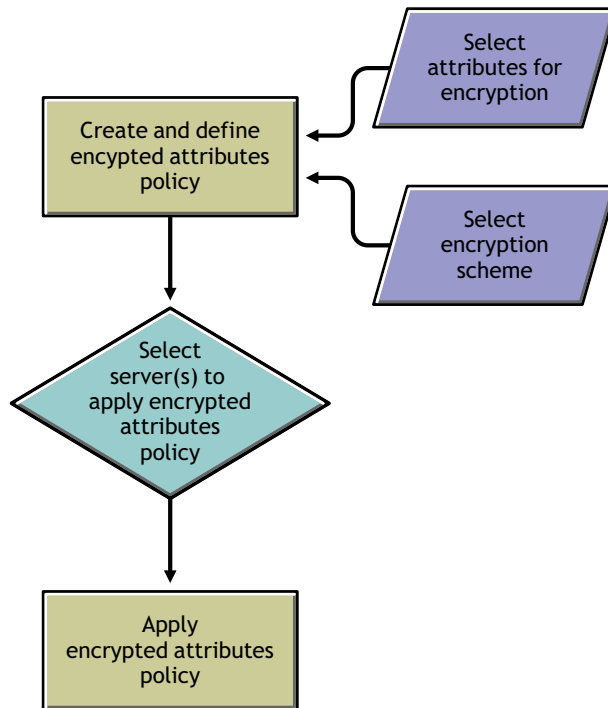 Select
attributes for
encryption
Create and define
encypted attributes
policy
Select
encryption
scheme
Select
server(s) to
apply encrypted
attributes
policy
Apply
encrypted attributes
policy